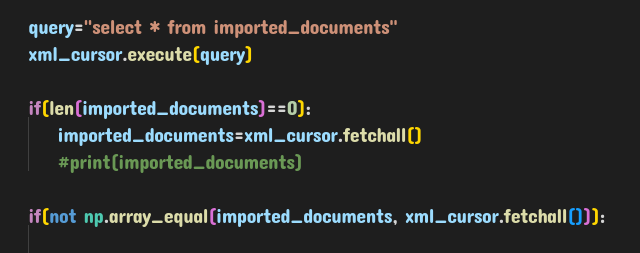 query="select * from imported_documents"
xml_cursor.execute(query)
if(len(imported_documents)==0):
imported_documents=xml_cursor.fetchall()
#print(imported_documents)
if(not np.array_equal(imported_documents, xml_cursor.fetchall())):